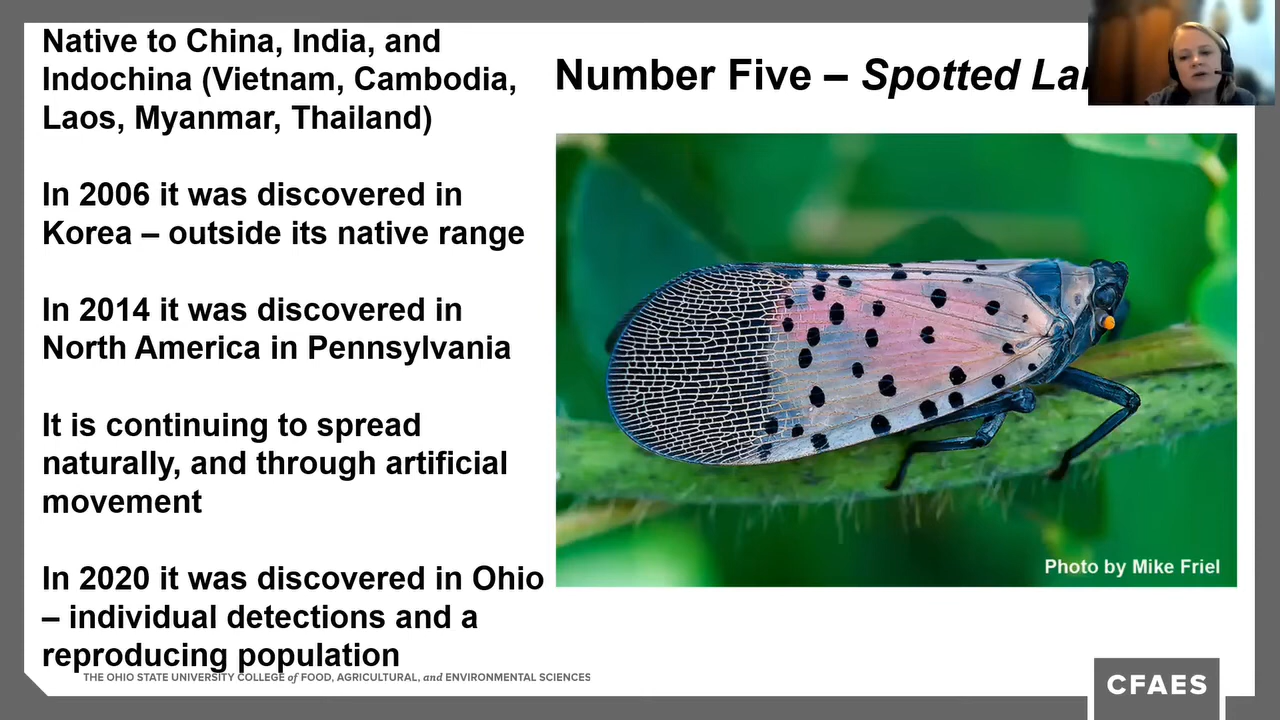 Native to China, India, and
Indochina (Vietnam, Cambodia,
Laos, Myanmar, Thailand)
In 2006 it was discovered in
Korea – outside its native range
In 2014 it was discovered in
North America in Pennsylvania
It is continuing to spread
naturally, and through artificial
movement
In 2020 it was discovered in Ohio
– individual detections and a
reproducing population
Number Five – Spotted
Photo by Mike Friel
THE OHIO STATE UNIVERSITY COLLEGE of FOOD, AGRICULTURAL, and ENVIRONMENTAL SCIENCES
CFAES